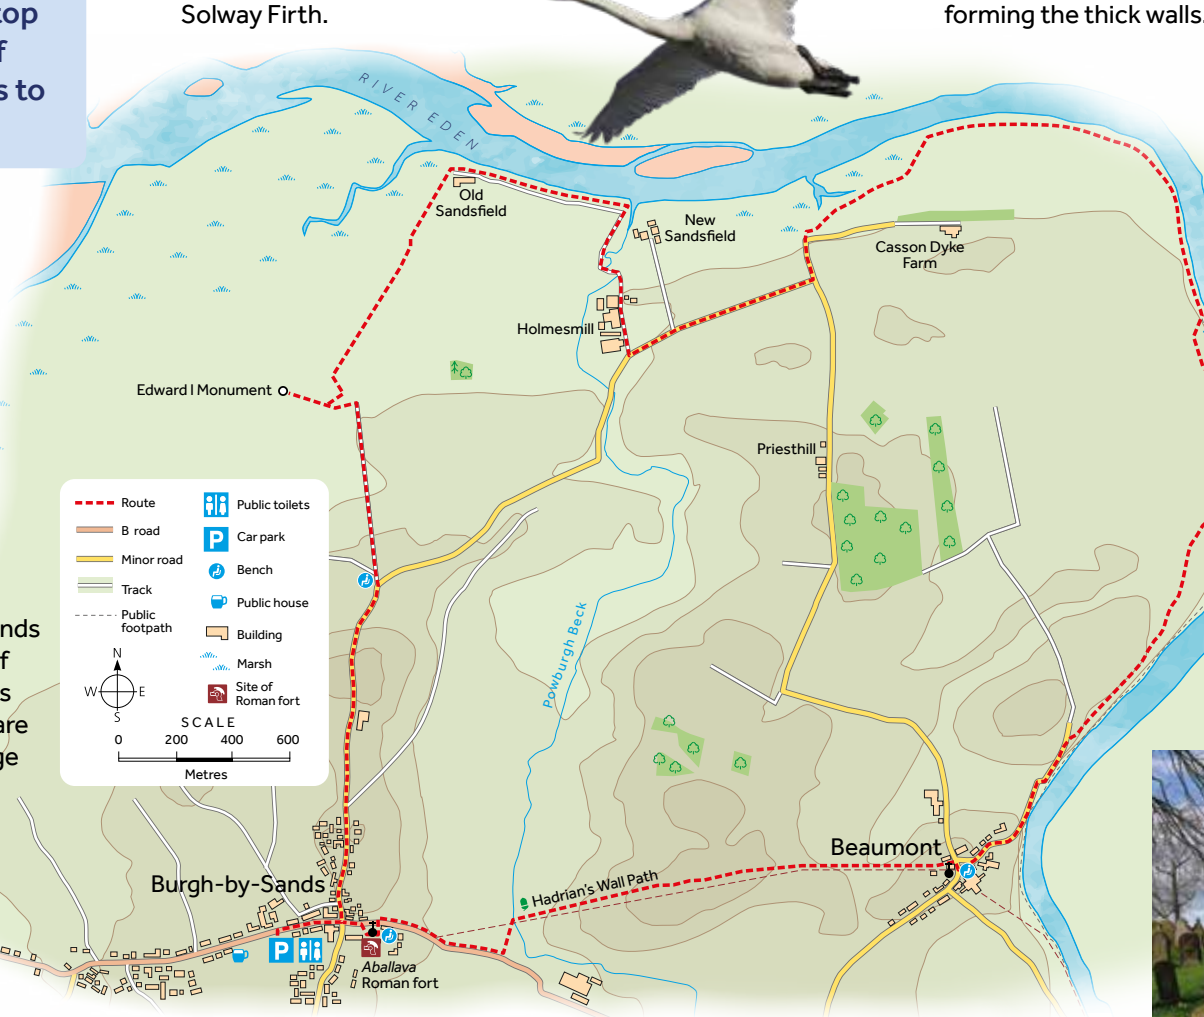 top
f
s to
Solway Firth.
forming the thick walls.
RIVER EDEN
Old
Sandsfield
New
Sandsfield
Casson Dyke
Farm
Holmesmill
Edward I Monument
Priesthill
Route
B road
Minor road
Track
Public
footpath
Public toilets
P
Car park
Bench
Public house
Building
Marsh
Site of
Roman fort
N
W
E
S
SCALE
0 200 400 600
Metres
nds
f
s
are
ge
Powburgh Beck
Beaumont
Hadrian's Wall Path
Burgh-by-Sands
P
Aballava
Roman fort